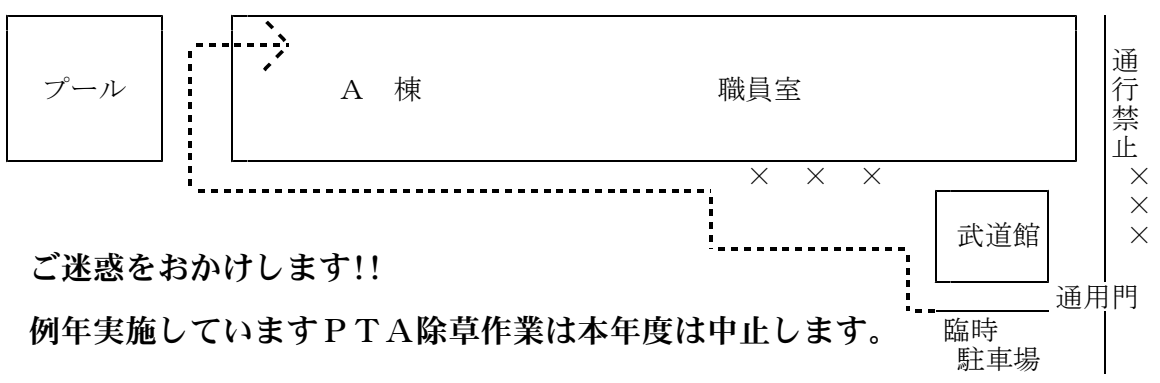 プール
A 棟
職員室
通行禁止
× × ×
×
×
×
武道館
ご迷惑をおかけします!!
通用門
例年実施していますＰＴＡ除草作業は本年度は中止します。
臨時
駐車場